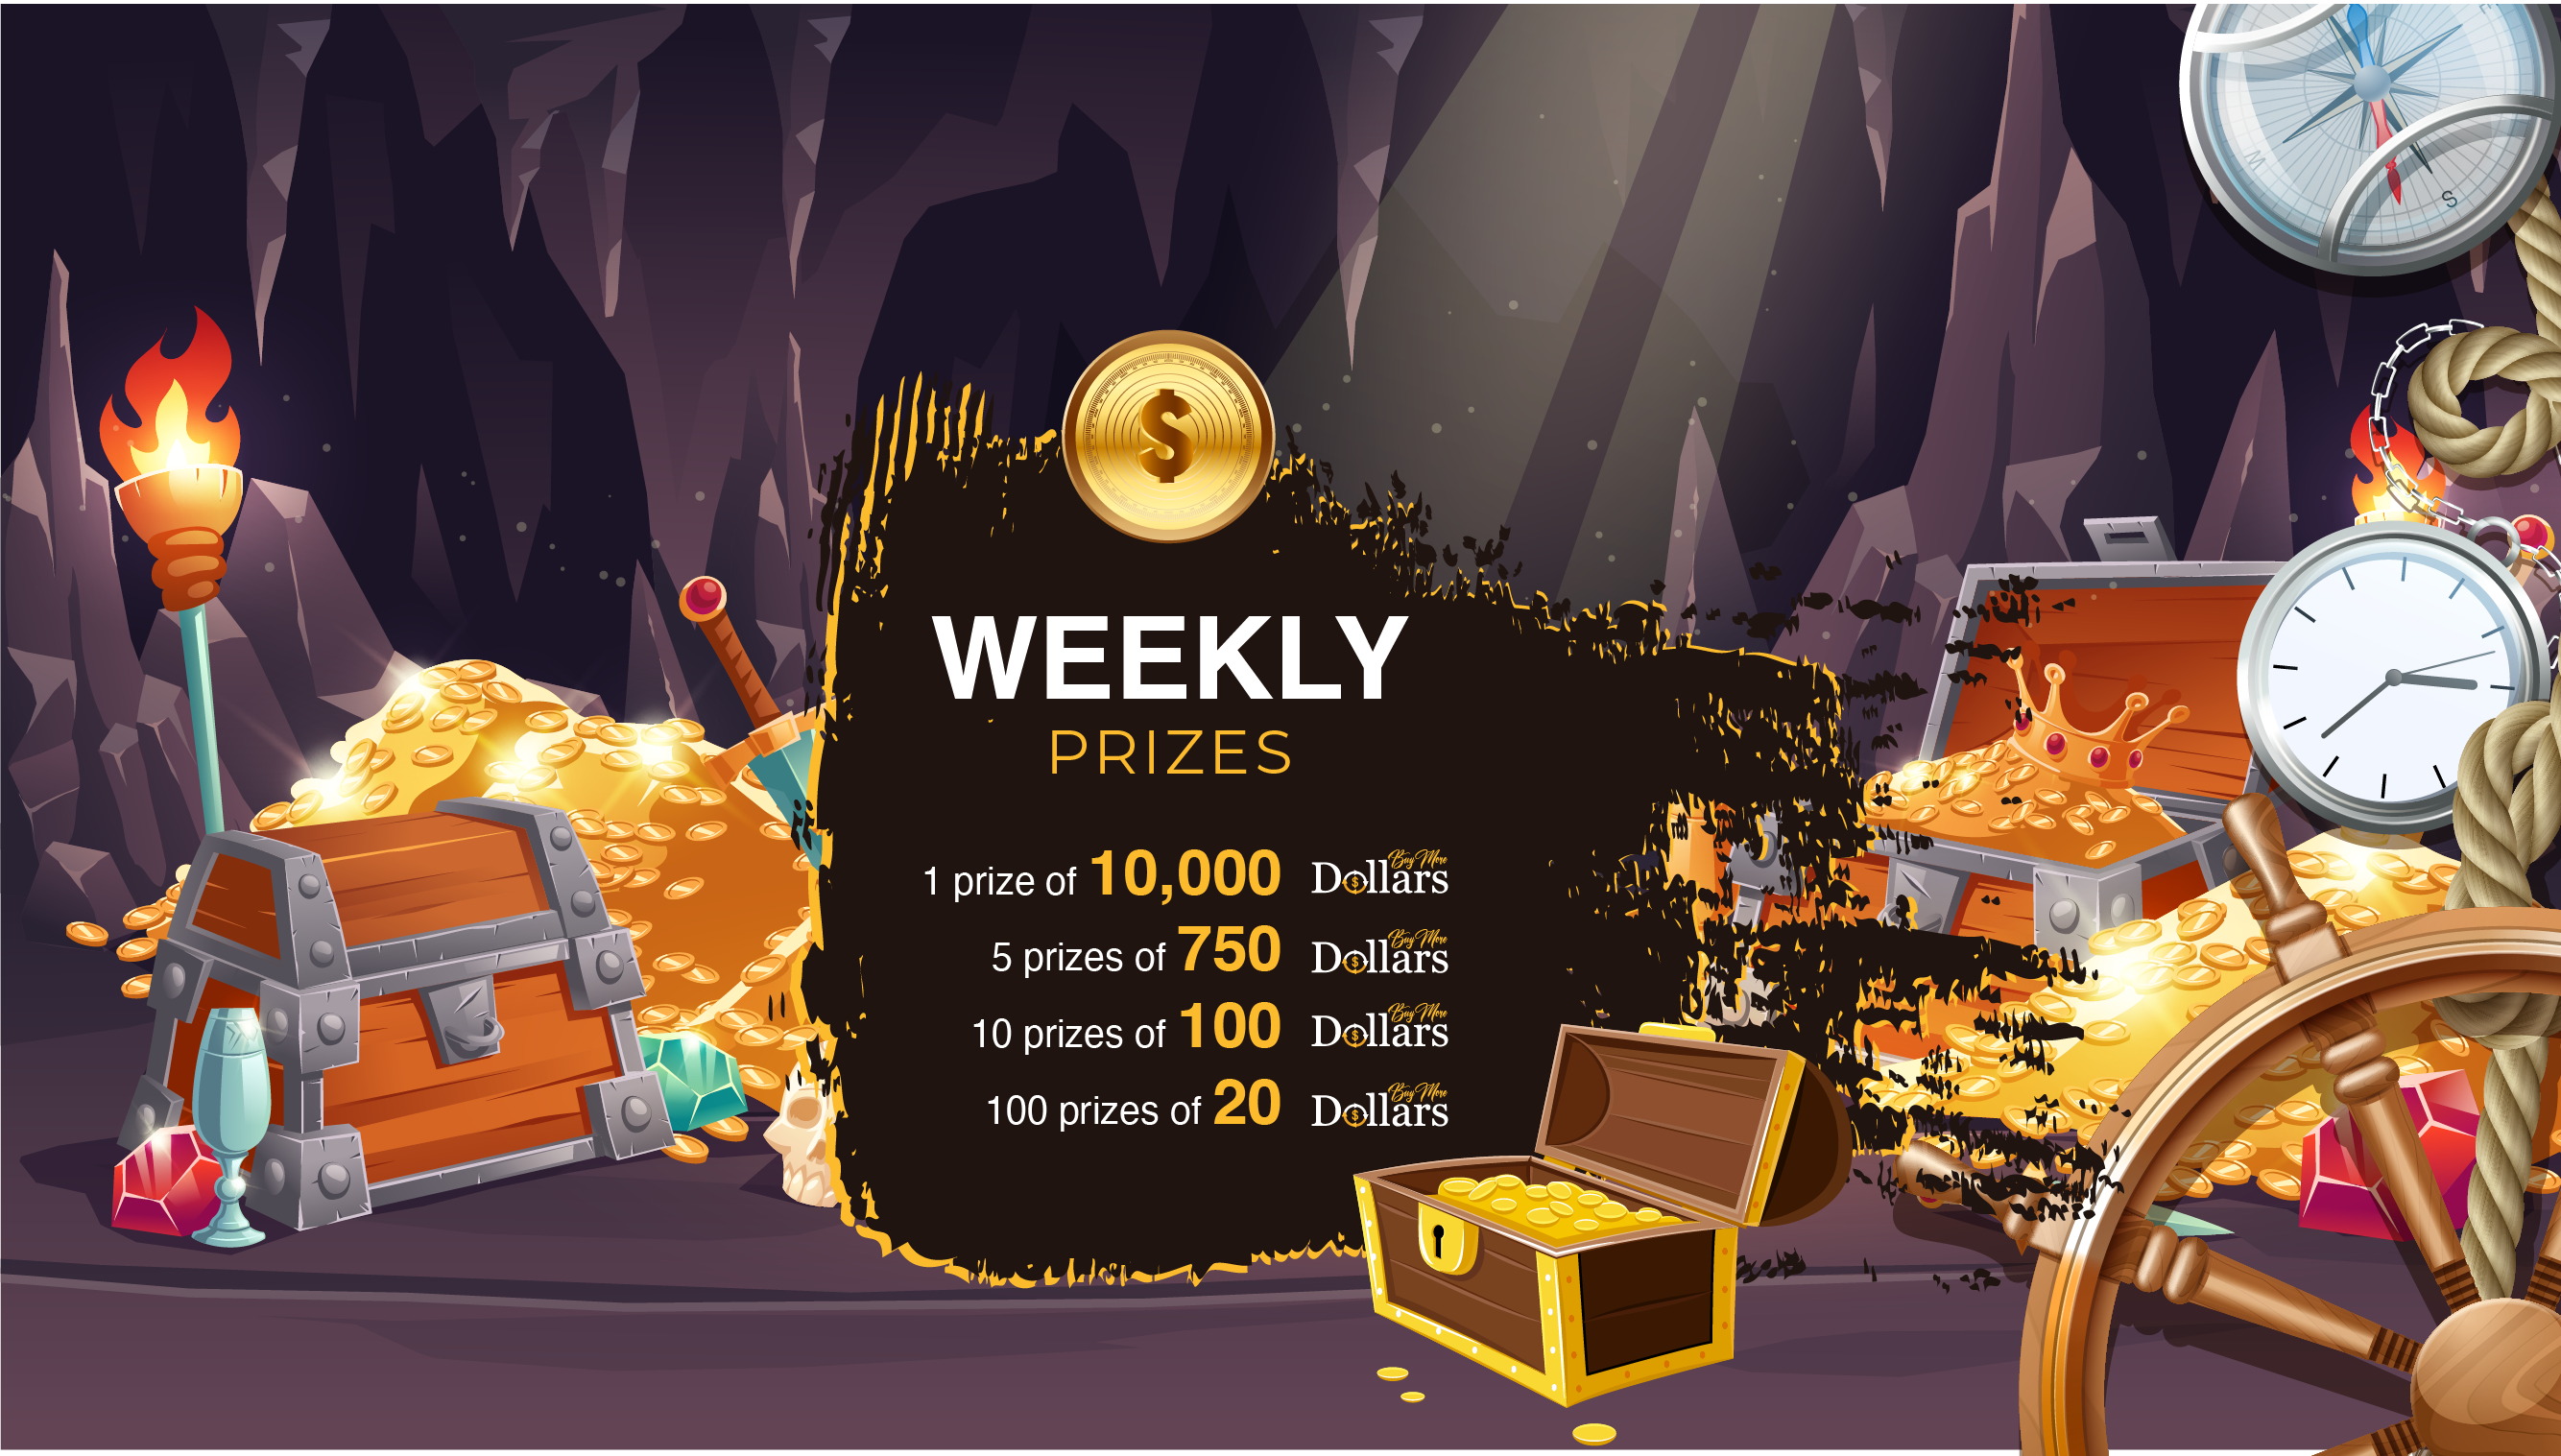 W
S
$
WEEKLY
PRIZES
1 prize of 10,000 Buy More Dollars
5 prizes of 750 Buy More Dollars
10 prizes of 100 Buy More Dollars
100 prizes of 20 Buy More Dollars